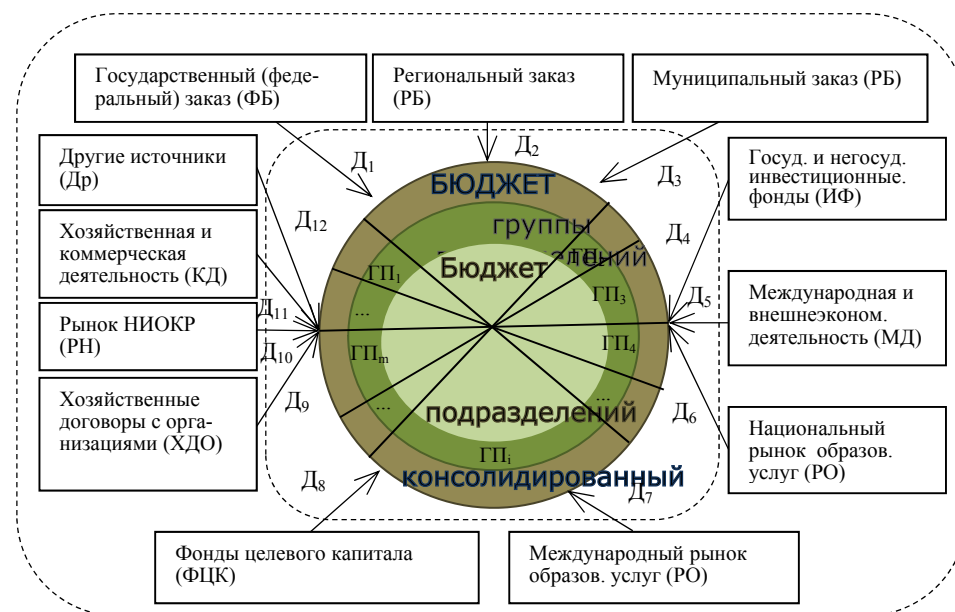 Государственный (феде-
ральный) заказ (ФБ)
Региональный заказ
(РБ)
Муниципальный заказ (РБ)
Другие источники
(Др)
Хозяйственная и
коммерческая
деятельность (КД)
Рынок НИОКР
(РН)
Хозяйственные
договоры с орга-
низациями (ХДО)
Госуд. и негосуд.
инвестиционные.
фонды (ИФ)
Международная и
внешнеэконом.
деятельность (МД)
Национальный
рынок образов.
услуг (РО)
Фонды целевого капитала
(ФЦК)
Международный рынок
образов. услуг (РО)
Д₁
Д₂
Д₃
Д₄
Д₅
Д₆
Д₇
Д₈
Д₉
Д₁₀
Д₁₁
Д₁₂
БЮДЖЕТ
группы
Бюджет
ГП₁
...
ГПₘ
...
ГПᵢ
ГП₃
ГП₄
...
подразделений
консолидированный